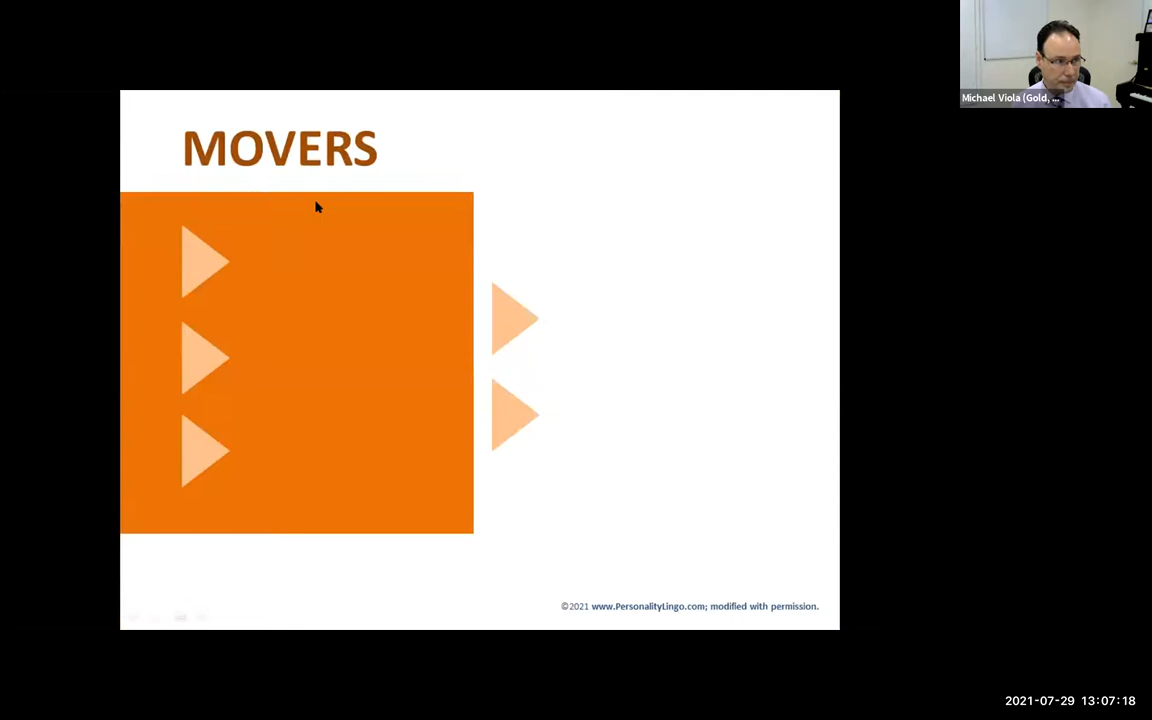 MOVERS
Michael Viola (Gold, ...
©2021 www.PersonalityLingo.com; modified with permission.
2021-07-29 13:07:18